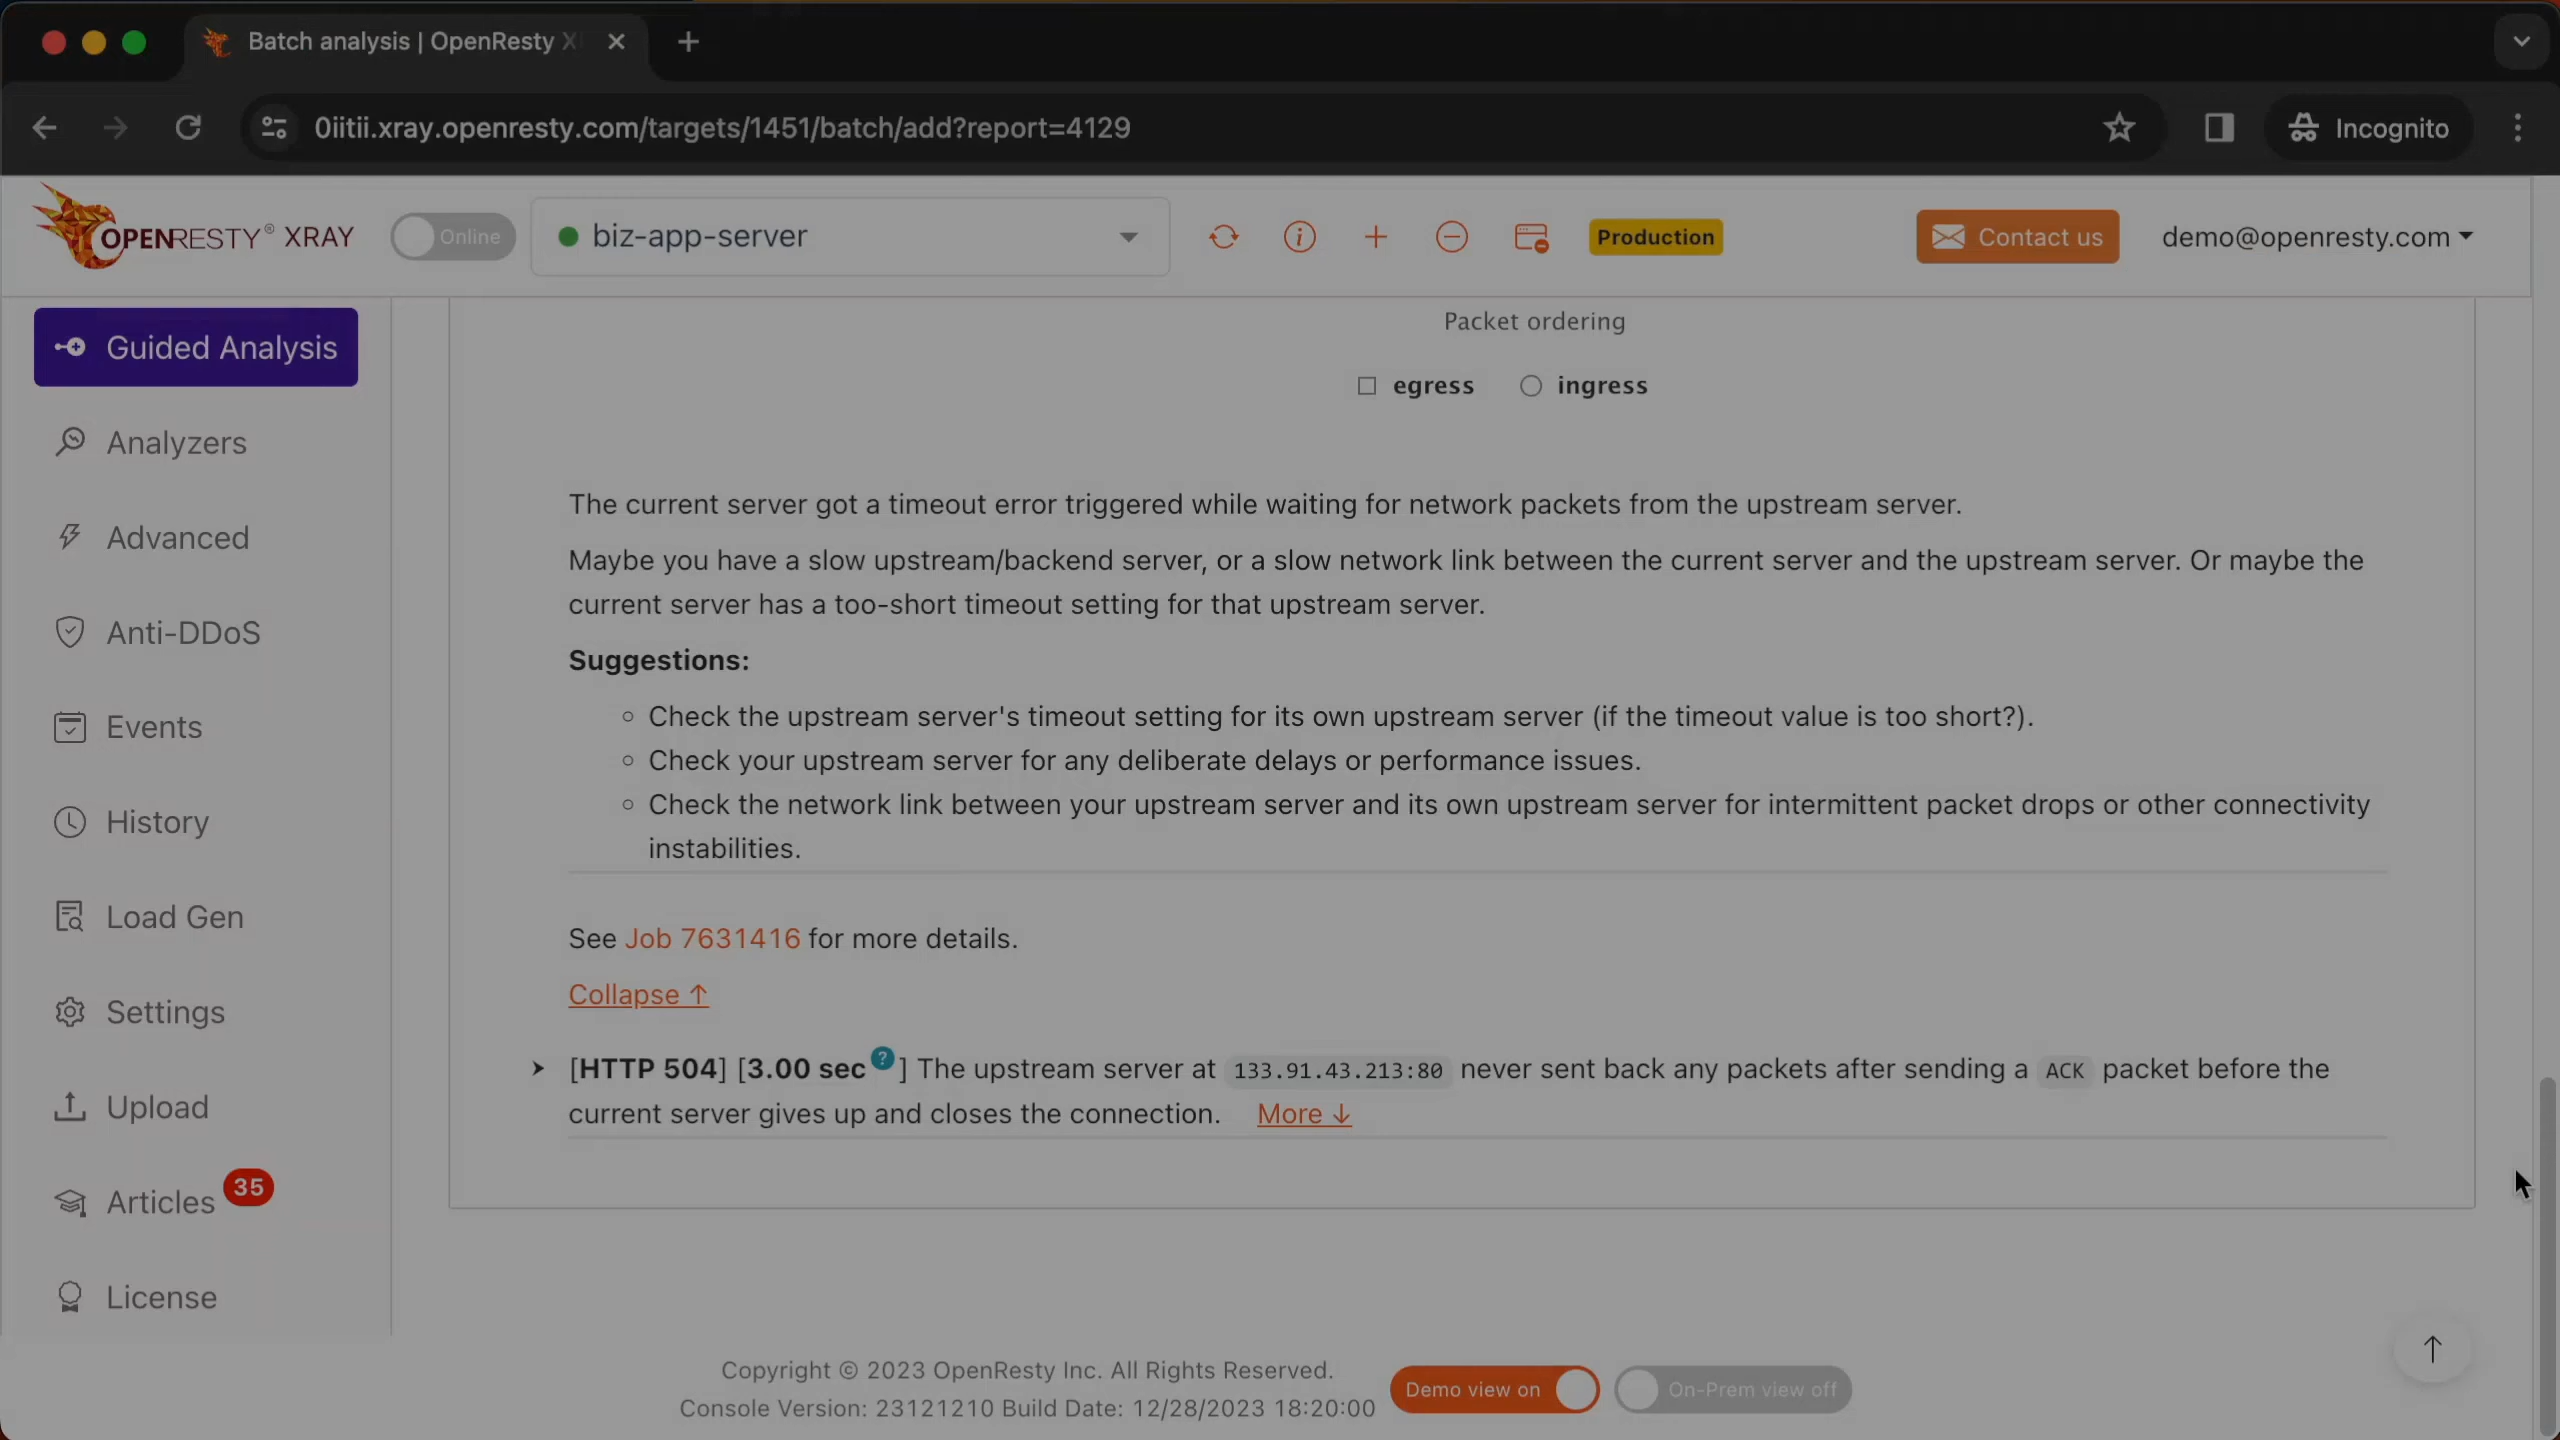 Batch analysis | OpenResty X
0iitii.xray.openresty.com/targets/1451/batch/add?report=4129
Incognito
OPENRESTY® XRAY
Online
biz-app-server
Production
Contact us
demo@openresty.com
Guided Analysis
Analyzers
Advanced
Anti-DDoS
Events
History
Load Gen
Settings
Upload
Articles 35
License
Packet ordering
egress ingress
The current server got a timeout error triggered while waiting for network packets from the upstream server.
Maybe you have a slow upstream/backend server, or a slow network link between the current server and the upstream server. Or maybe the
current server has a too-short timeout setting for that upstream server.
Suggestions:
Check the upstream server's timeout setting for its own upstream server (if the timeout value is too short?).
Check your upstream server for any deliberate delays or performance issues.
Check the network link between your upstream server and its own upstream server for intermittent packet drops or other connectivity
instabilities.
See Job 7631416 for more details.
Collapse ↑
[HTTP 504] [3.00 sec ? ] The upstream server at 133.91.43.213:80 never sent back any packets after sending a ACK packet before the
current server gives up and closes the connection. More ↓
Copyright © 2023 OpenResty Inc. All Rights Reserved.
Console Version: 23121210 Build Date: 12/28/2023 18:20:00
Demo view on
On-Prem view off